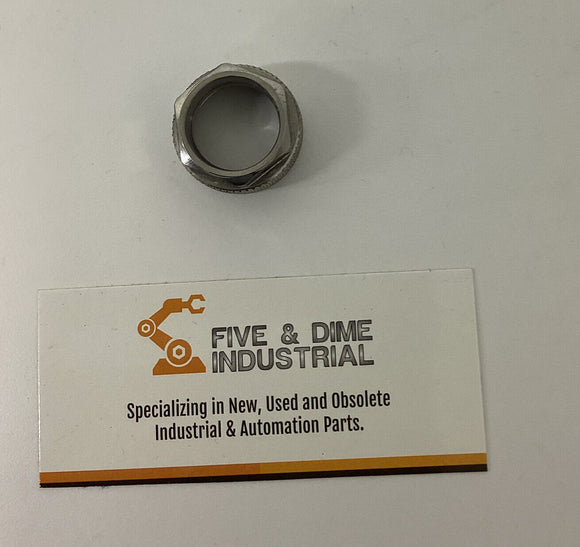 FIVE & DIME
INDUSTRIAL
Specializing in New, Used and Obsolete
Industrial & Automation Parts.